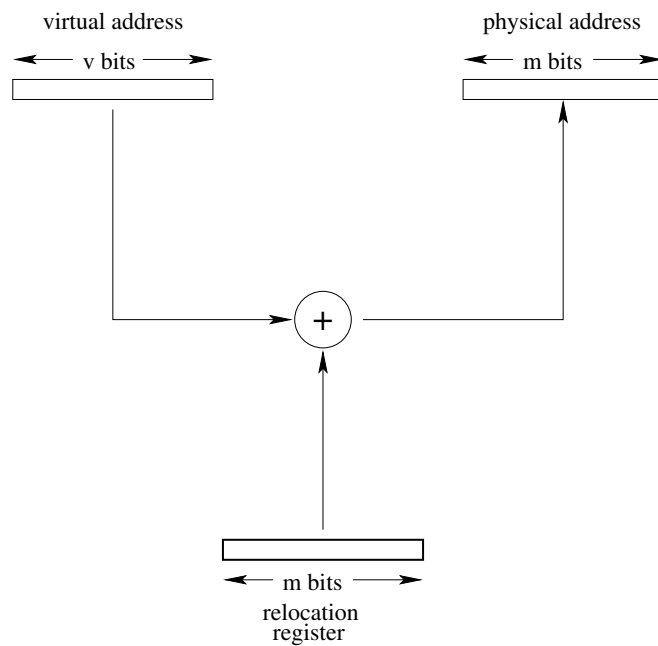 virtual address
physical address
v bits
m bits
+
m bits
relocation
register